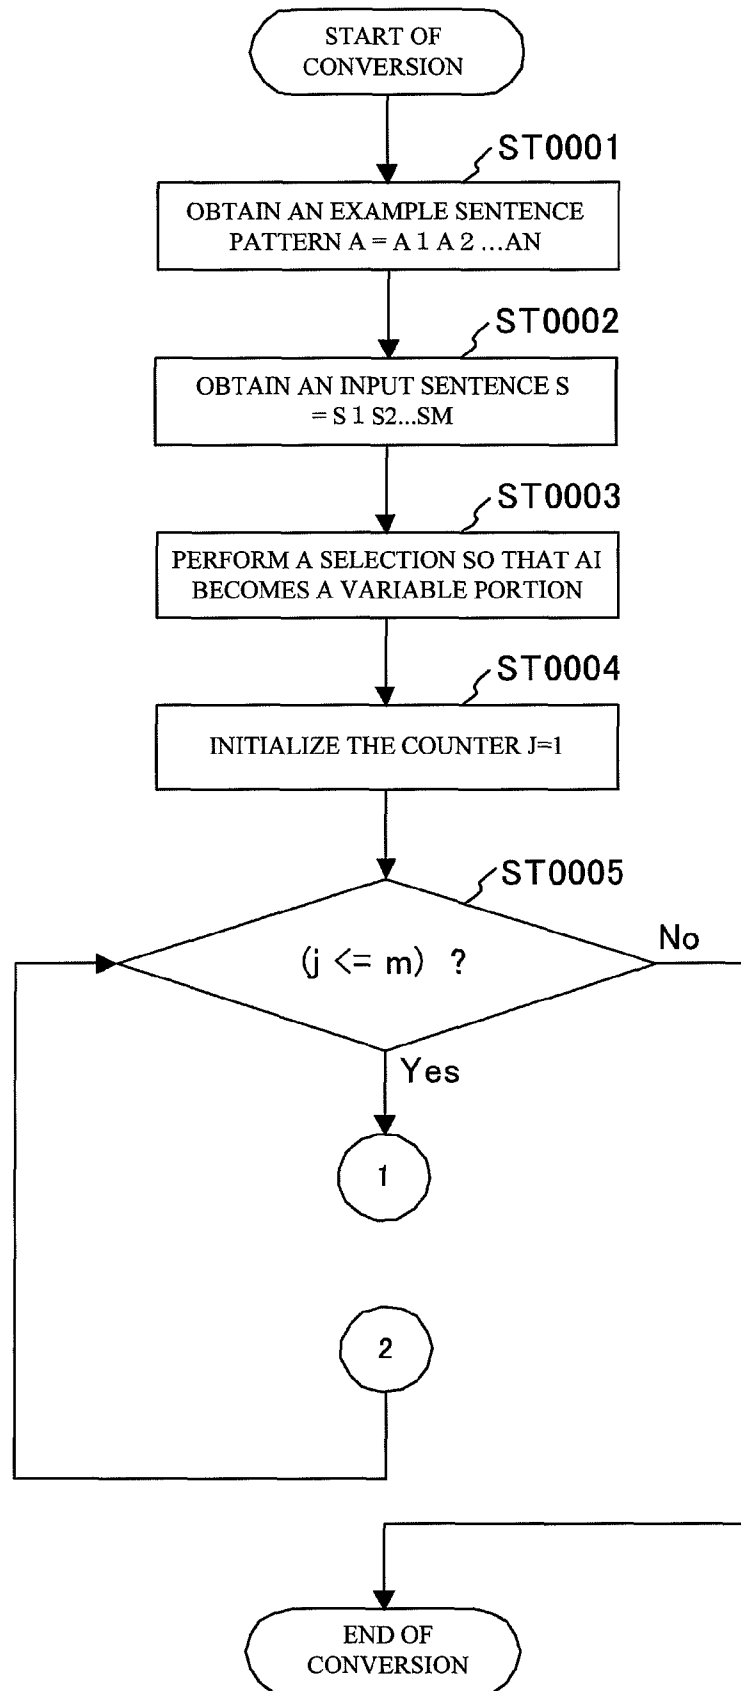 START OF
CONVERSION
ST0001
OBTAIN AN EXAMPLE SENTENCE
PATTERN A = A 1 A 2 ...AN
ST0002
OBTAIN AN INPUT SENTENCE S
= S 1 S2...SM
ST0003
PERFORM A SELECTION SO THAT AI
BECOMES A VARIABLE PORTION
ST0004
INITIALIZE THE COUNTER J=1
ST0005
(j <= m) ?
No
Yes
1
2
END OF
CONVERSION